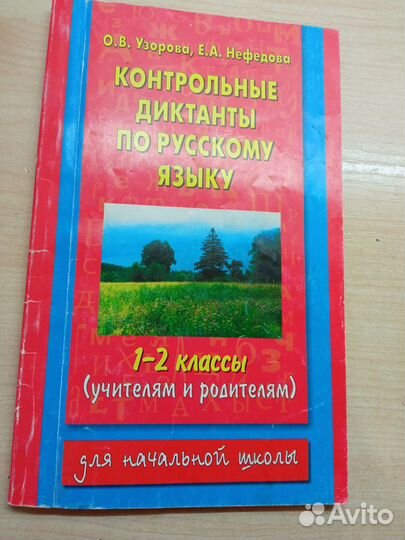 О.В. Узорова, Е.А. Нефедова
КОНТРОЛЬНЫЕ
ДИКТАНТЫ
ПО РУССКОМУ
ЯЗЫКУ
1-2 классы
(учителям и родителям)
для начальной школы
Avito